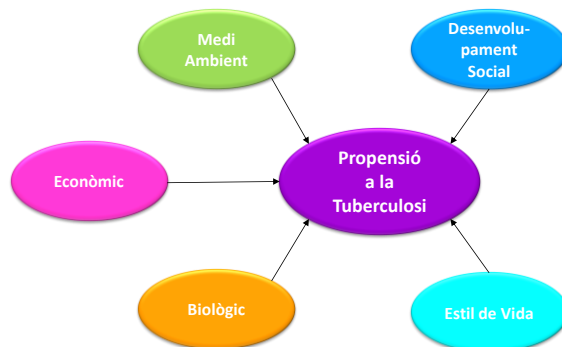 Medi
Ambient
Desenvolu-
pament
Social
Econòmic
Propensió
a la
Tuberculosi
Biològic
Estil de Vida